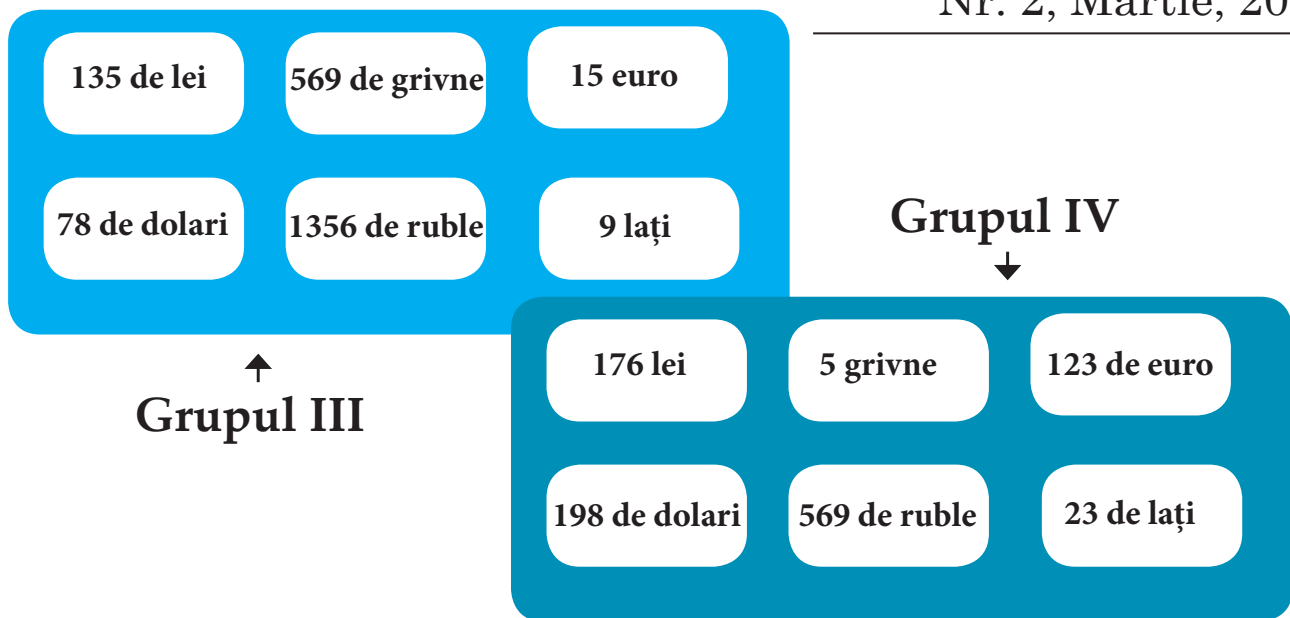 Nr. 2, Martie, 20
135 de lei
569 de grivne
15 euro
78 de dolari
1356 de ruble
9 lați
Grupul III
Grupul IV
176 lei
5 grivne
123 de euro
198 de dolari
569 de ruble
23 de lați